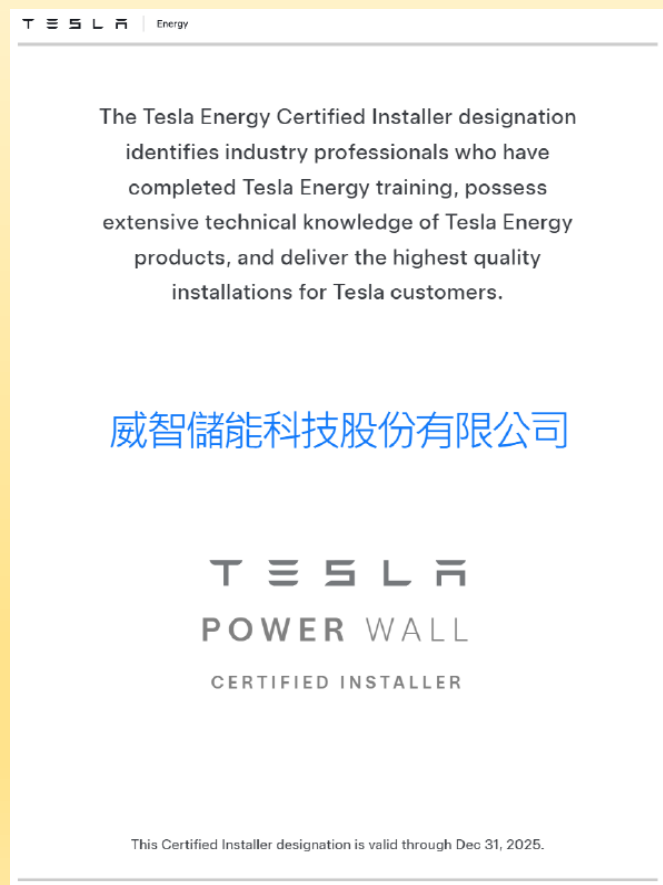 TESLA Energy
The Tesla Energy Certified Installer designation
identifies industry professionals who have
completed Tesla Energy training, possess
extensive technical knowledge of Tesla Energy
products, and deliver the highest quality
installations for Tesla customers.
威智儲能科技股份有限公司
TESLA
POWER WALL
CERTIFIED INSTALLER
This Certified Installer designation is valid through Dec 31, 2025.